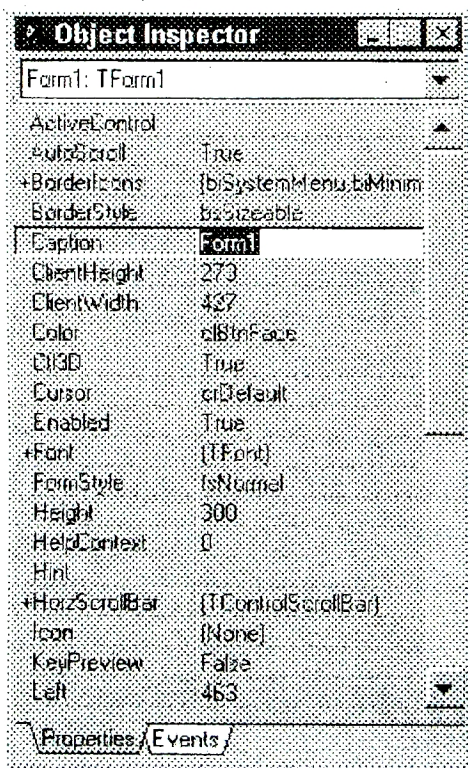 Object Inspector
Form1: TForm1
ActiveControl
AutoScroll True
+BorderIcons [biSystemMenu,biMinim
BorderStyle bsSizeable
Caption Form1
ClientHeight 273
ClientWidth 427
Color clBtnFace
Ctl3D True
Cursor crDefault
Enabled True
+Font (TFont)
FormStyle fsNormal
Height 300
HelpContext 0
Hint
+HorzScrollBar (TControlScrollBar)
Icon (None)
KeyPreview False
Left 463
Properties Events